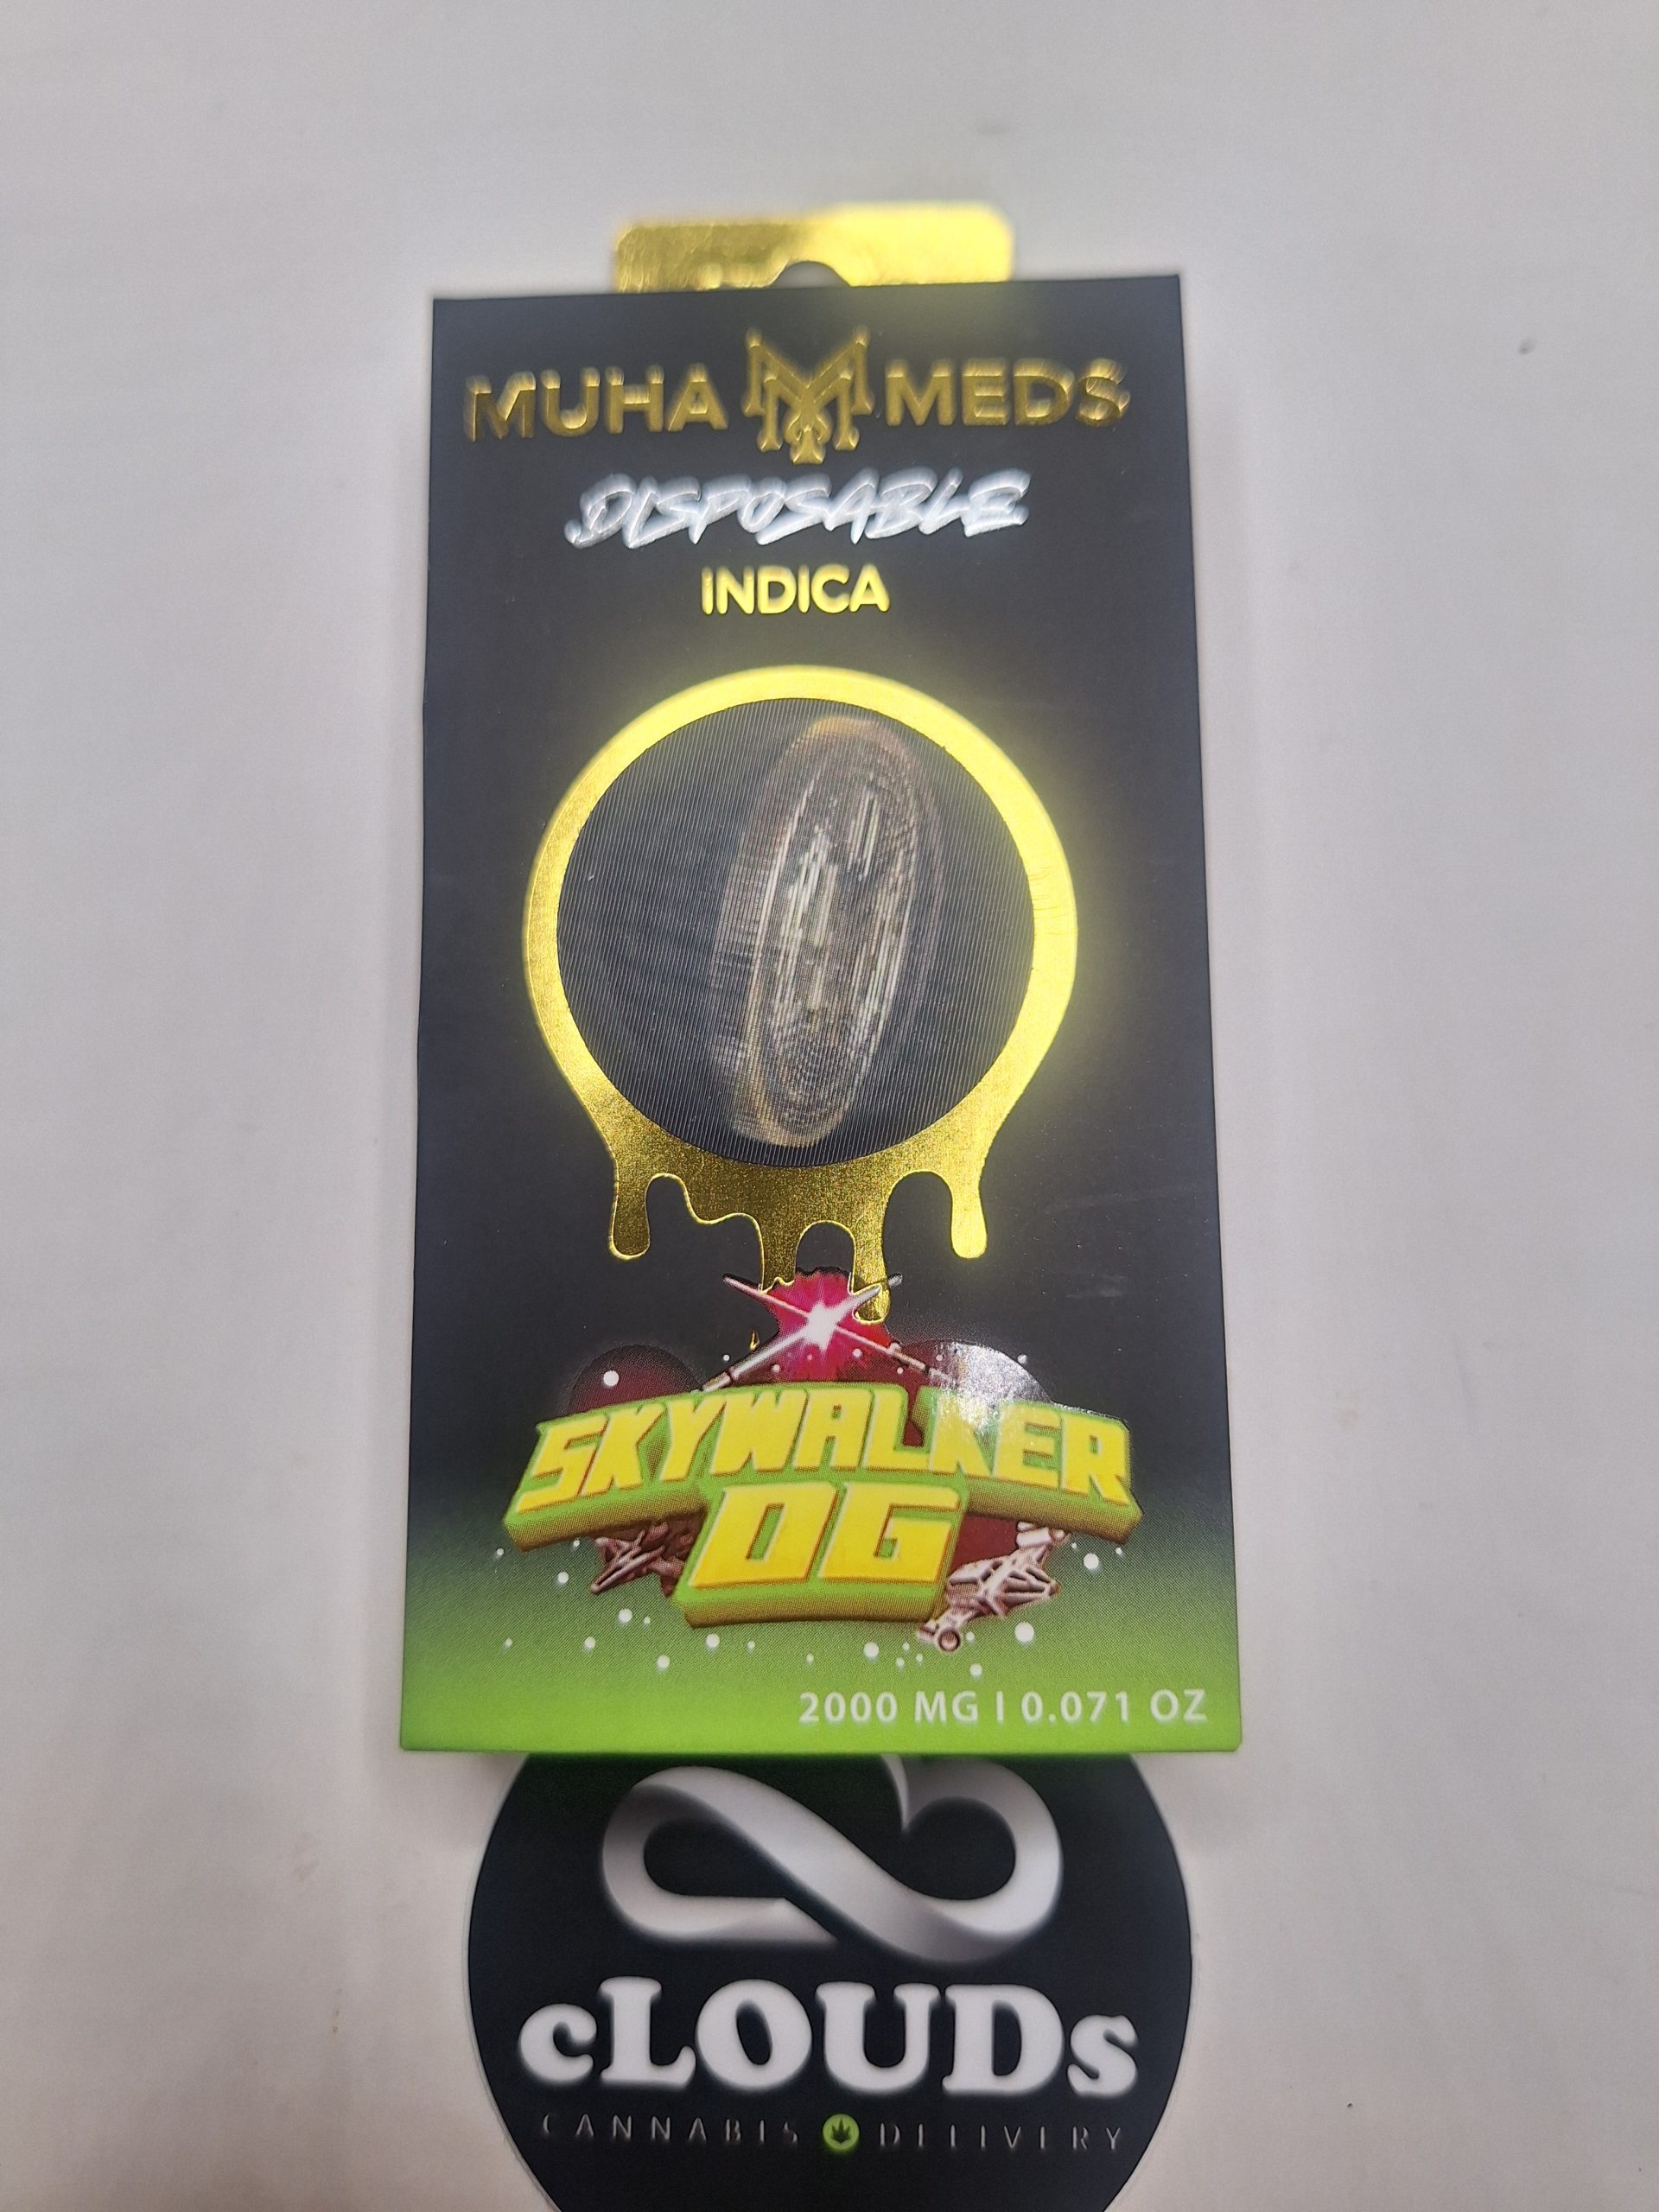 MUHA MEDS
DISPOSABLE
INDICA
SKYWALKER
OG
2000 MG | 0.071 OZ
cLOUDs
CANNABIS DELIVERY